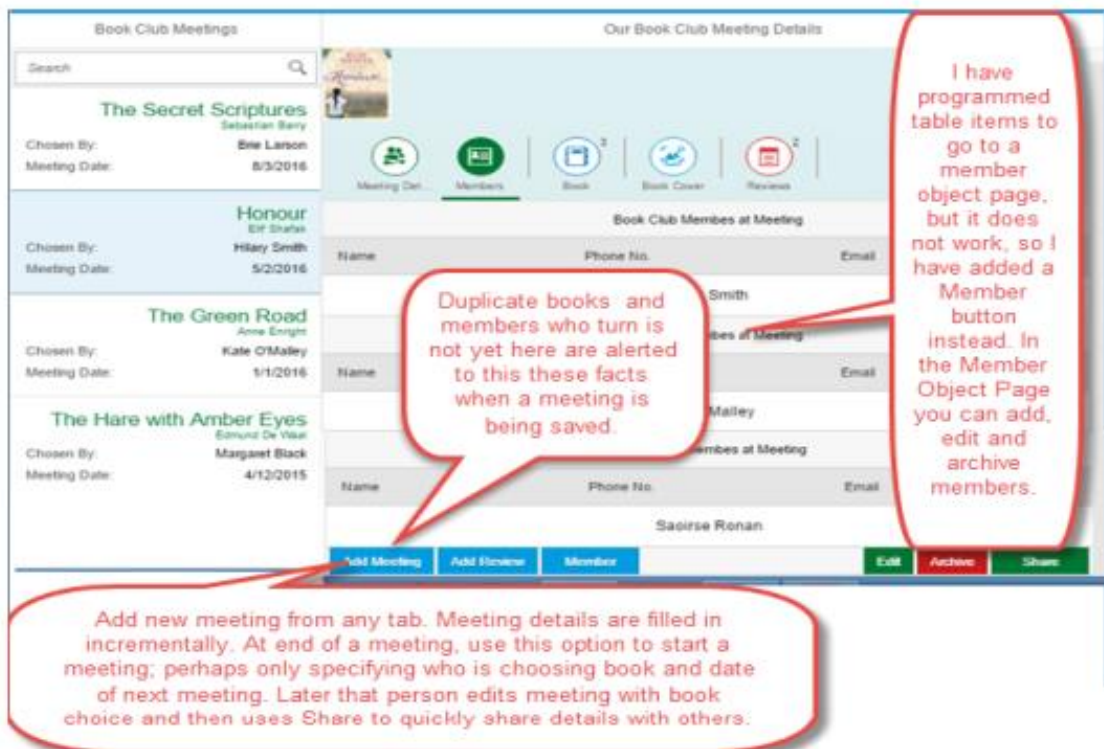 Book Club Meetings
Search
The Secret Scriptures
Sebastian Barry
Chosen By: Brie Larson
Meeting Date: 8/3/2016
Honour
Elif Shafak
Chosen By: Hilary Smith
Meeting Date: 5/2/2016
The Green Road
Anne Enright
Chosen By: Kate O'Malley
Meeting Date: 1/1/2016
The Hare with Amber Eyes
Edmund De Waal
Chosen By: Margaret Black
Meeting Date: 4/12/2015
Our Book Club Meeting Details
Meeting Det...
Members
Book
Book Cover
Reviews
Book Club Membes at Meeting
Name Phone No. Email
Smith
bes at Meeting
Name Email
Malley
embes at Meeting
Name Phone No. Email
Saoirse Ronan
Add Meeting Add Review Member Edit Archive Share
Duplicate books and
members who turn is
not yet here are alerted
to this these facts
when a meeting is
being saved.
I have
programmed
table items to
go to a
member
object page,
but it does
not work, so I
have added a
Member
button
instead. In
the Member
Object Page
you can add,
edit and
archive
members.
Add new meeting from any tab. Meeting details are filled in
incrementally. At end of a meeting, use this option to start a
meeting; perhaps only specifying who is choosing book and date
of next meeting. Later that person edits meeting with book
choice and then uses Share to quickly share details with others.